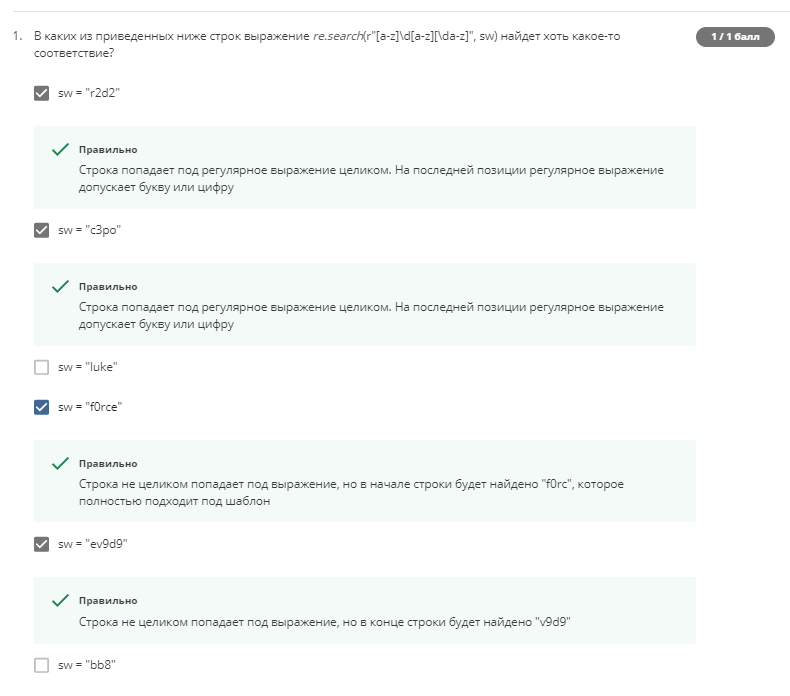 1. В каких из приведенных ниже строк выражение re.search(r"[a-z]\d[a-z][\da-z]", sw) найдет хоть какое-то
соответствие?
1 / 1 балл
sw = "r2d2"
Правильно
Строка попадает под регулярное выражение целиком. На последней позиции регулярное выражение
допускает букву или цифру
sw = "c3po"
Правильно
Строка попадает под регулярное выражение целиком. На последней позиции регулярное выражение
допускает букву или цифру
sw = "luke"
sw = "f0rce"
Правильно
Строка не целиком попадает под выражение, но в начале строки будет найдено "f0rc", которое
полностью подходит под шаблон
sw = "ev9d9"
Правильно
Строка не целиком попадает под выражение, но в конце строки будет найдено "v9d9"
sw = "bb8"